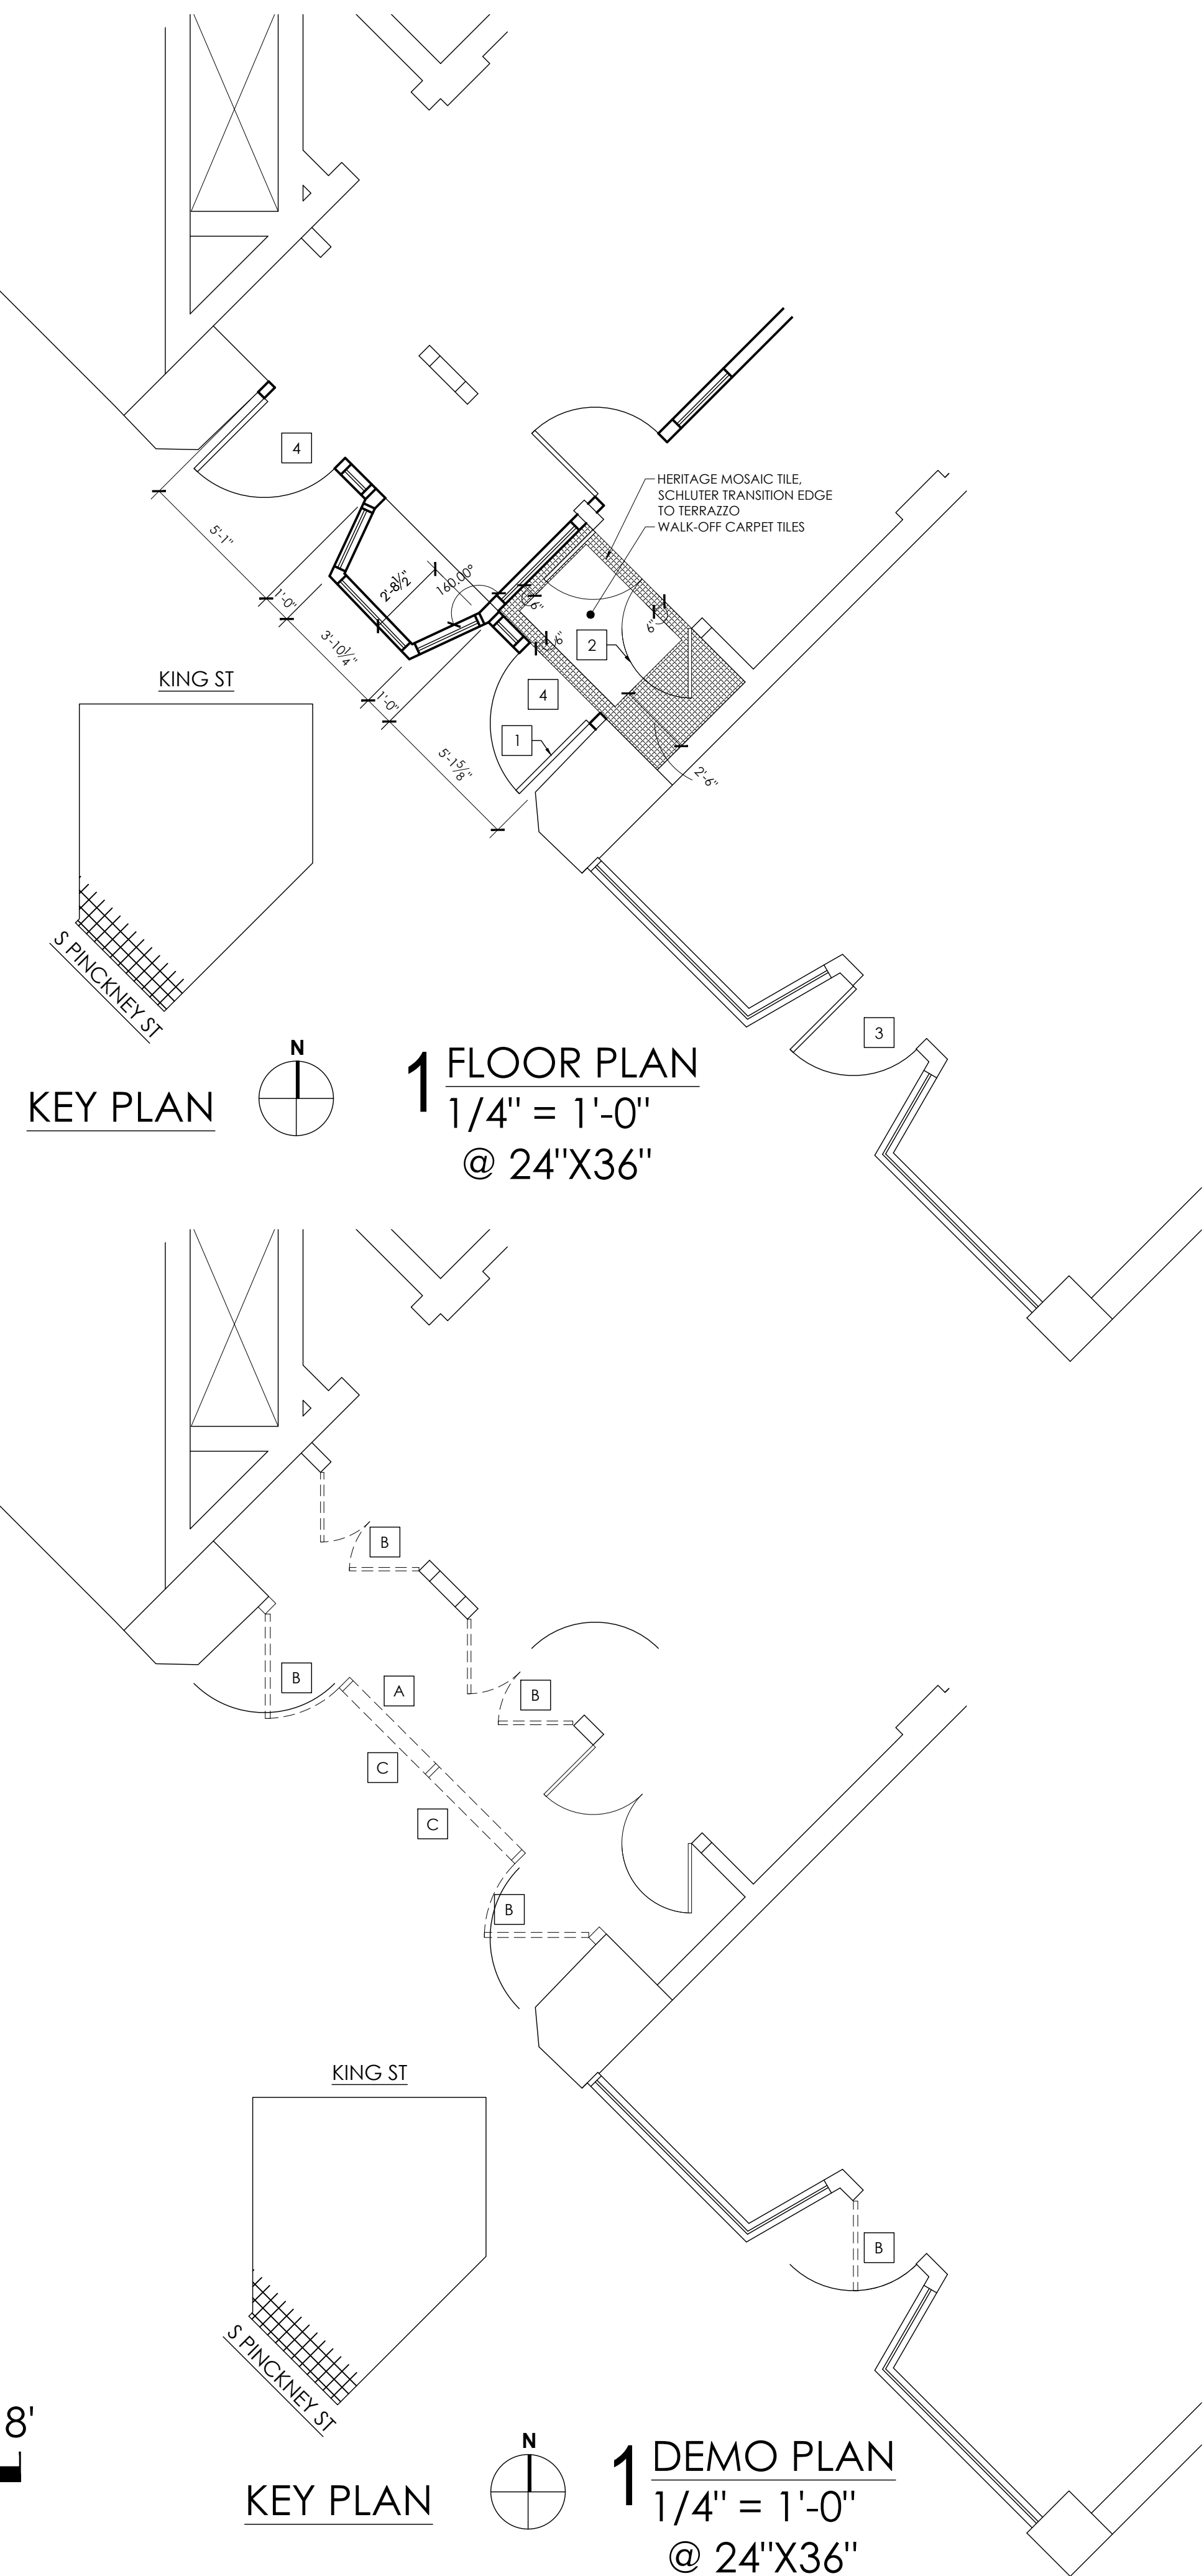 4
HERITAGE MOSAIC TILE,
SCHLUTER TRANSITION EDGE
TO TERRAZZO
WALK-OFF CARPET TILES
5'-1"
1'-0"
2'-8½"
160.00°
6"
6"
6"
2
3'-10¼"
4
1'-0"
1
5'-1⅝"
2'-6"
KING ST
S PINCKNEY ST
3
N
KEY PLAN
1 FLOOR PLAN
1/4" = 1'-0"
@ 24"X36"
B
B
A
B
C
C
B
KING ST
B
S PINCKNEY ST
8'
N
KEY PLAN
1 DEMO PLAN
1/4" = 1'-0"
@ 24"X36"